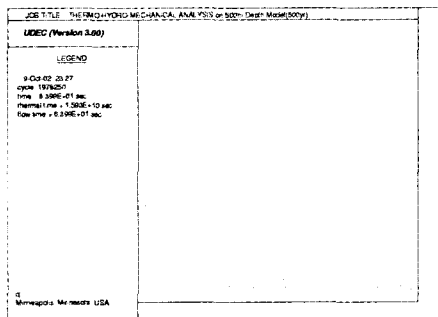 JOB TITLE THERMO-HYDRO MECHANICAL ANALYSIS on 500m Depth Model(500yr)
UDEC (Version 3.00)
LEGEND
9-Oct-02 23:27
cycle 1976250
time 6.399E+01 sec
thermal time = 1.593E+10 sec
flow time = 6.399E+01 sec
Minneapolis Minnesota USA